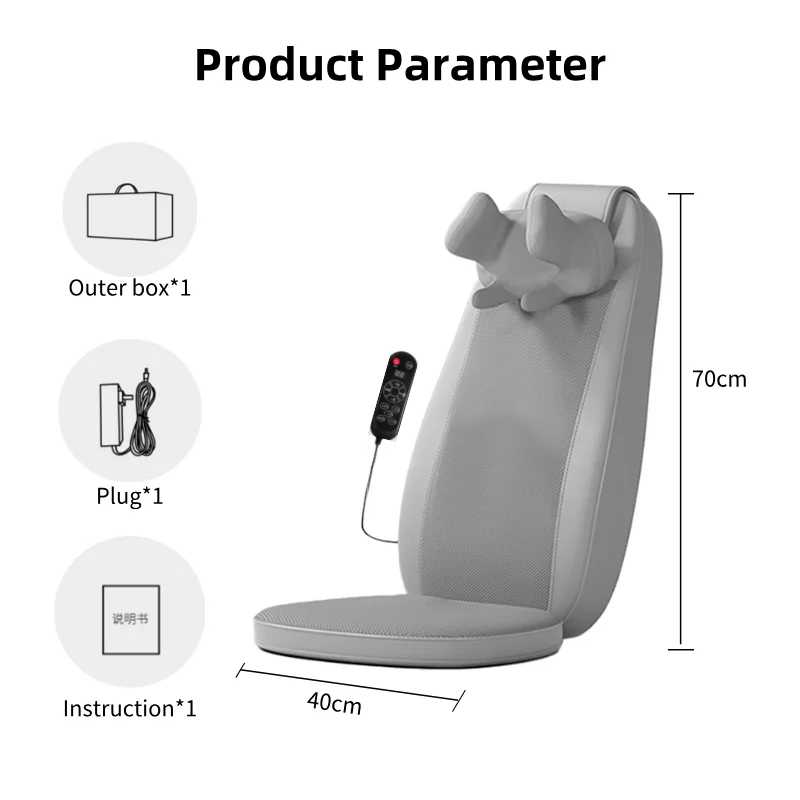 Product Parameter
Outer box*1
Plug*1
说明书
Instruction*1
70cm
40cm